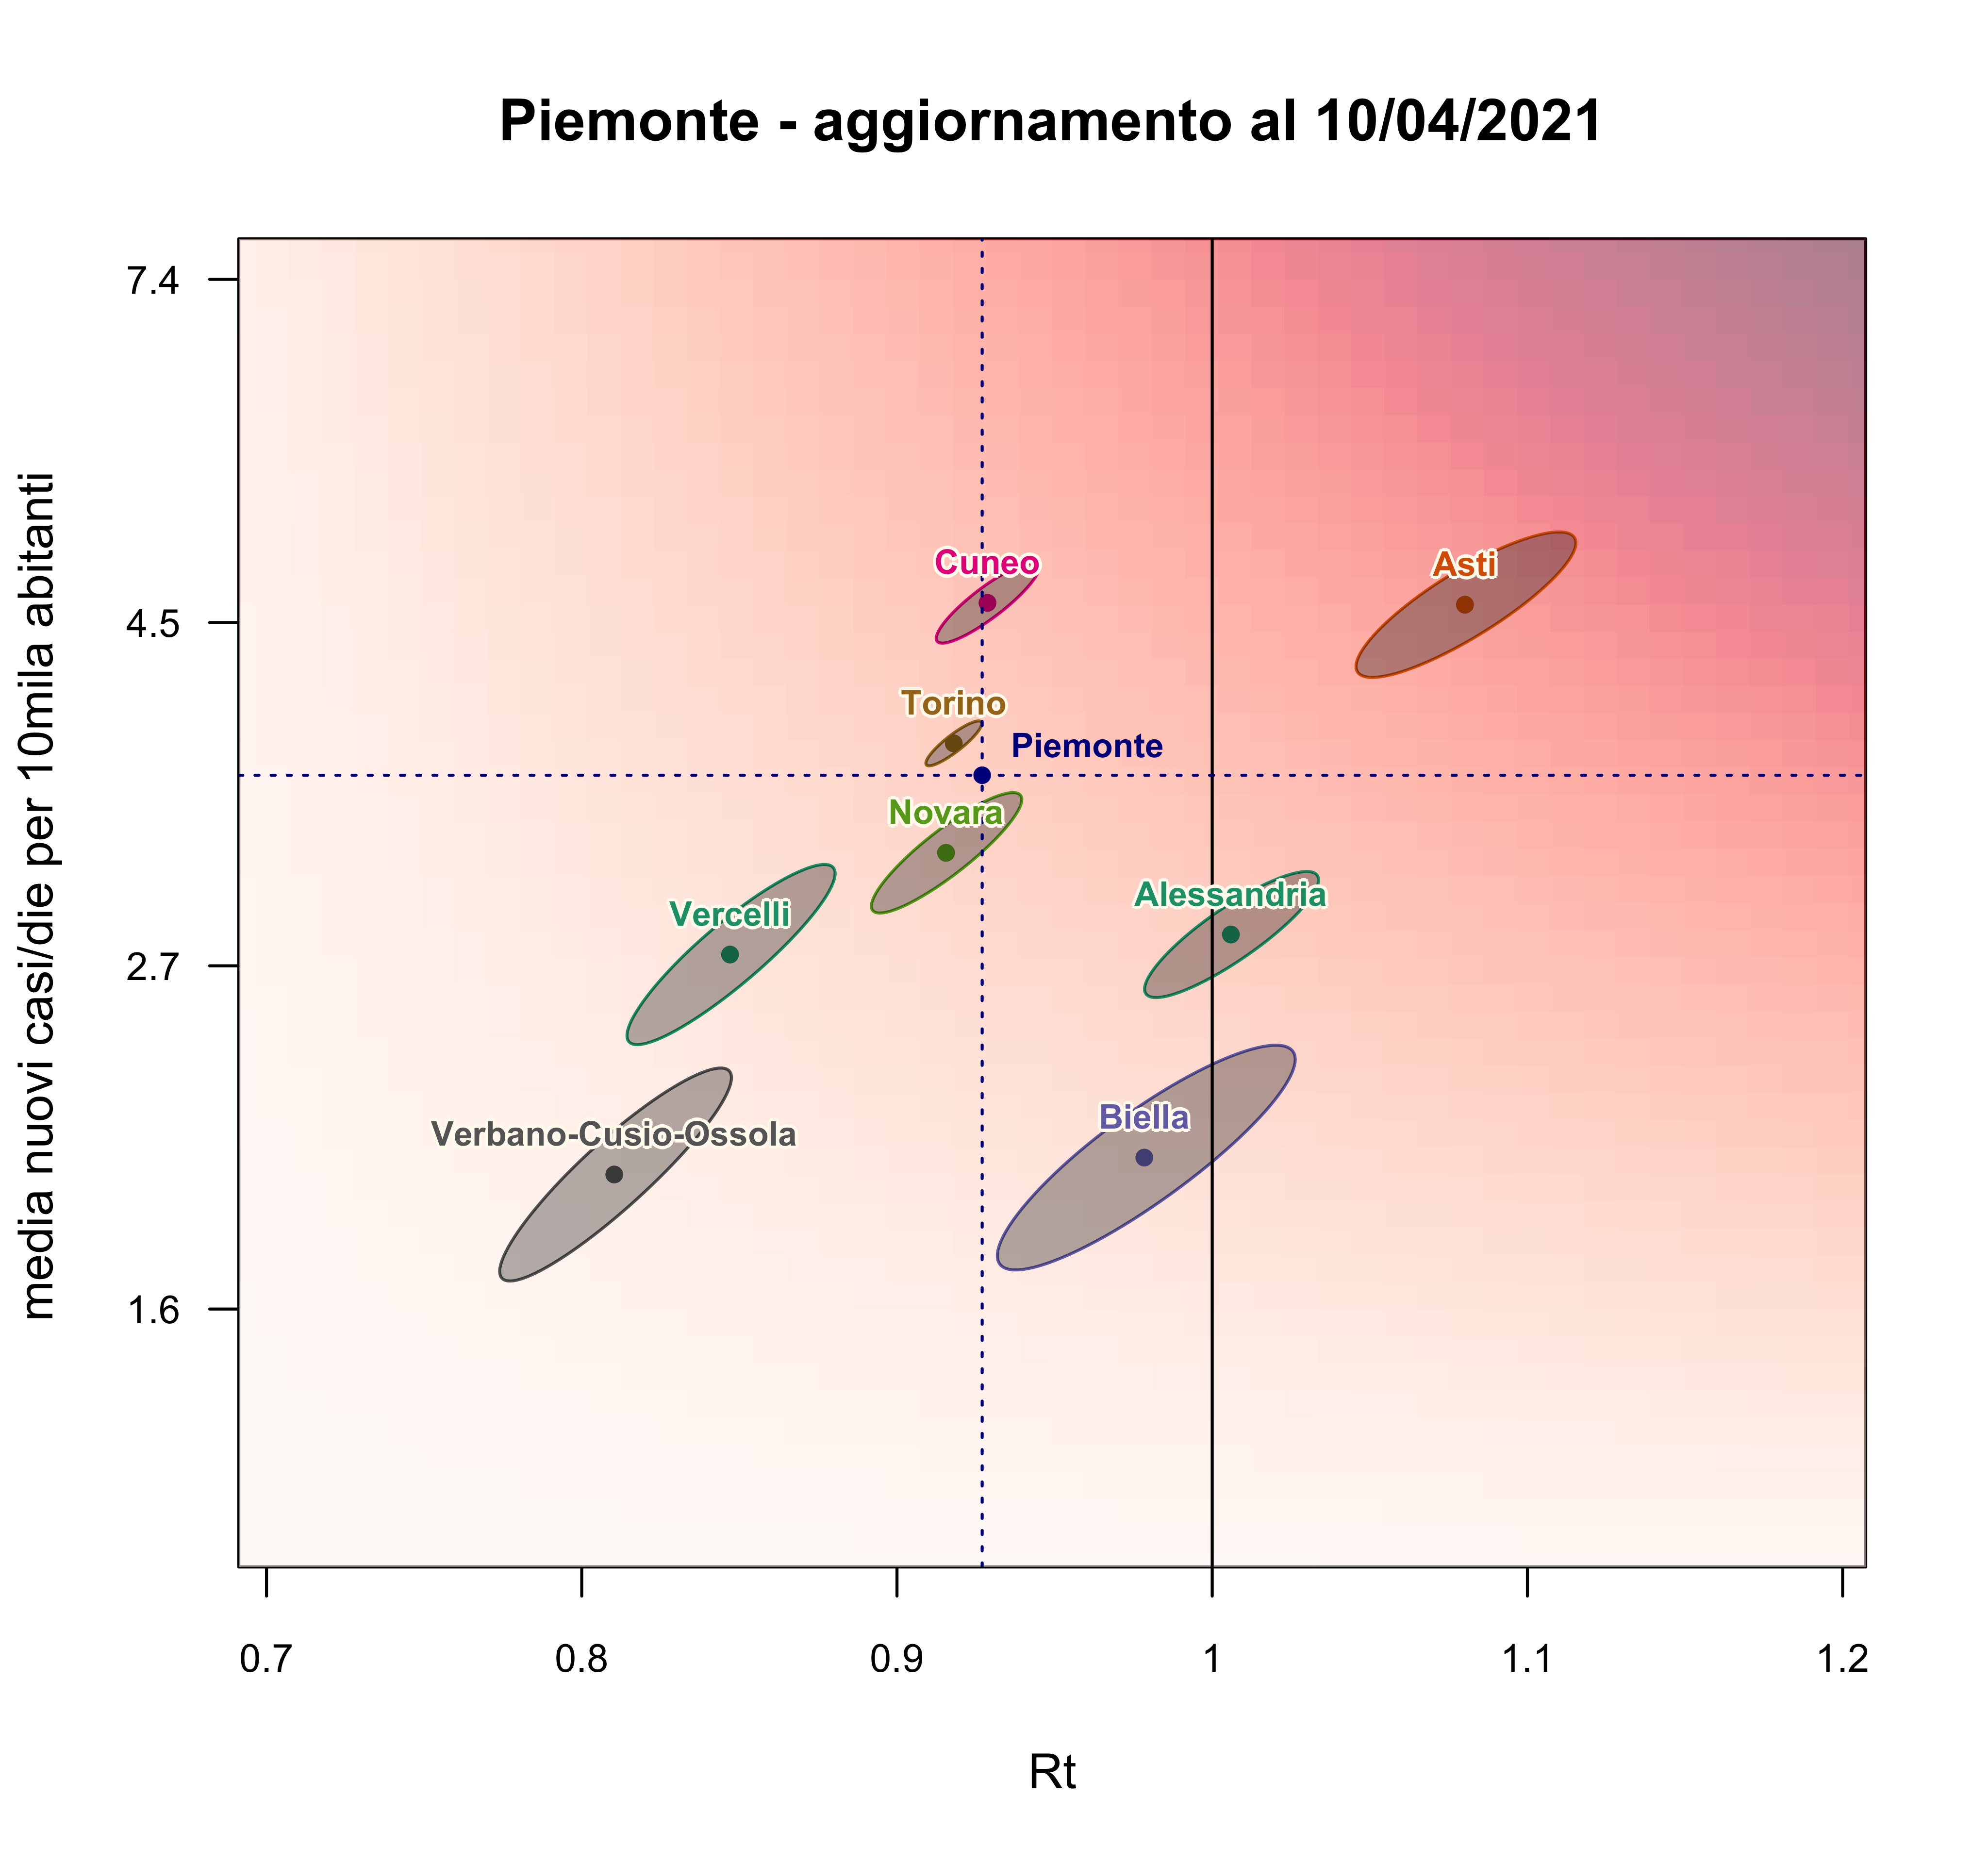 Piemonte - aggiornamento al 10/04/2021
media nuovi casi/die per 10mila abitanti
7.4
4.5
2.7
1.6
Cuneo
Asti
Torino
Piemonte
Novara
Alessandria
Vercelli
Biella
Verbano-Cusio-Ossola
0.7 0.8 0.9 1 1.1 1.2
Rt